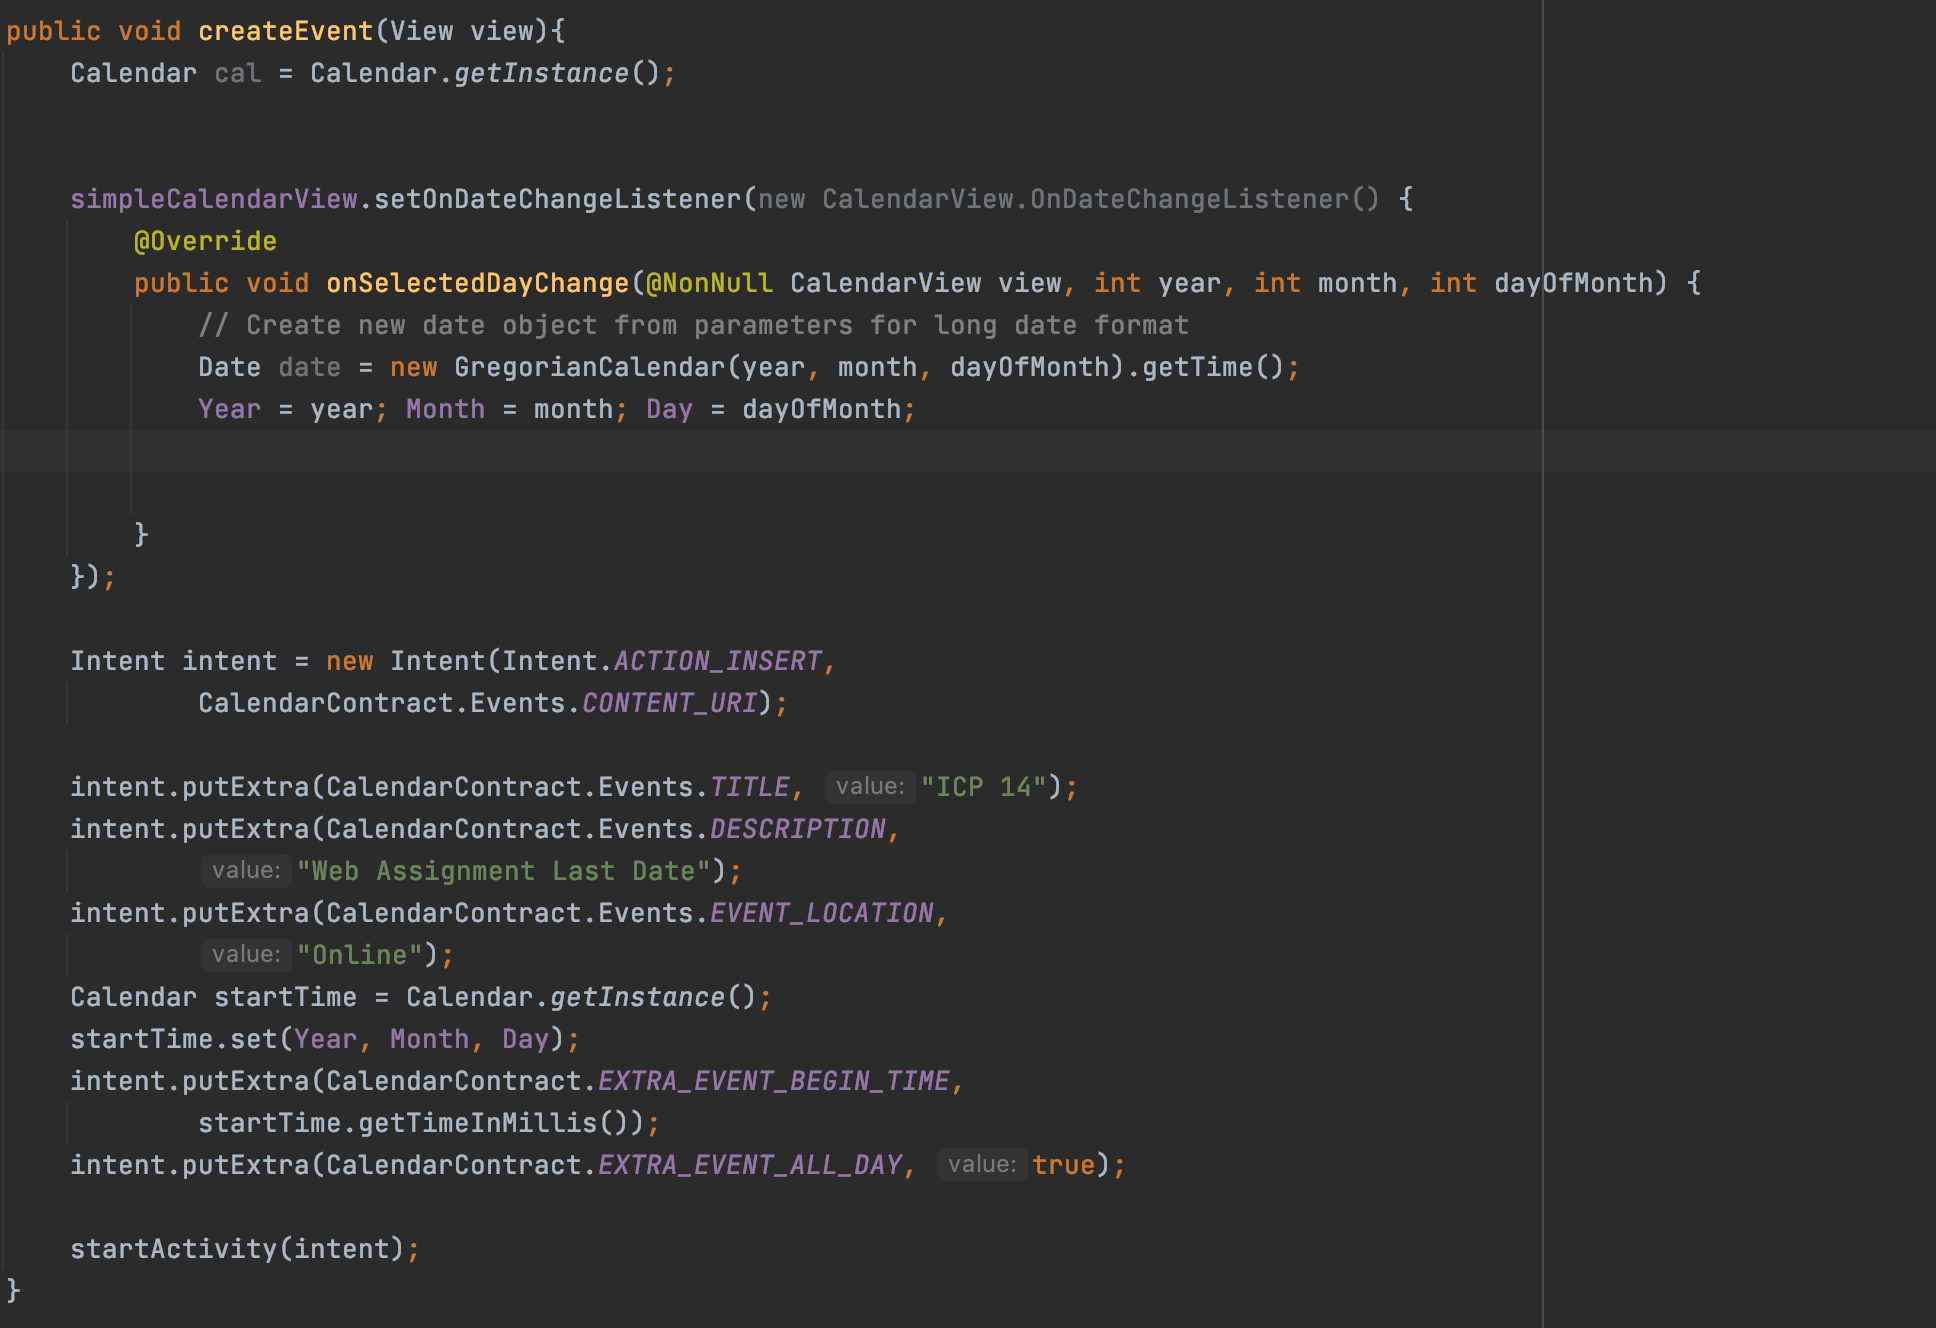 public void createEvent(View view){
    Calendar cal = Calendar.getInstance();
    simpleCalendarView.setOnDateChangeListener(new CalendarView.OnDateChangeListener() {
        @Override
        public void onSelectedDayChange(@NonNull CalendarView view, int year, int month, int dayOfMonth) {
            // Create new date object from parameters for long date format
            Date date = new GregorianCalendar(year, month, dayOfMonth).getTime();
            Year = year; Month = month; Day = dayOfMonth;
        }
    });
    Intent intent = new Intent(Intent.ACTION_INSERT,
            CalendarContract.Events.CONTENT_URI);
    intent.putExtra(CalendarContract.Events.TITLE, value: "ICP 14");
    intent.putExtra(CalendarContract.Events.DESCRIPTION,
            value: "Web Assignment Last Date");
    intent.putExtra(CalendarContract.Events.EVENT_LOCATION,
            value: "Online");
    Calendar startTime = Calendar.getInstance();
    startTime.set(Year, Month, Day);
    intent.putExtra(CalendarContract.EXTRA_EVENT_BEGIN_TIME,
            startTime.getTimeInMillis());
    intent.putExtra(CalendarContract.EXTRA_EVENT_ALL_DAY, value: true);
    startActivity(intent);
}